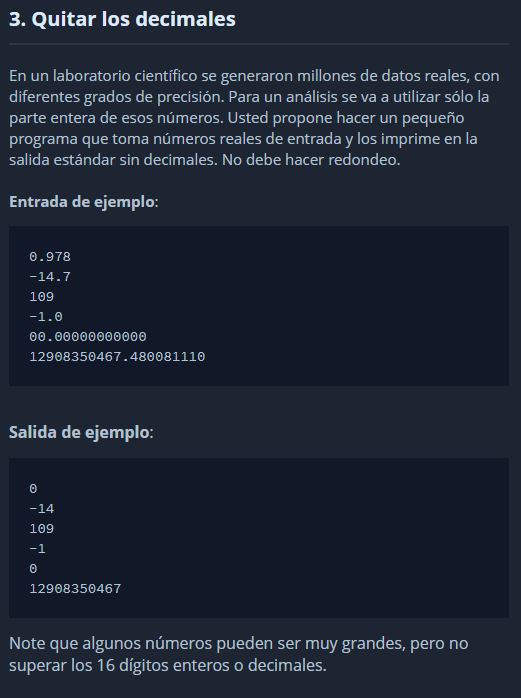 3. Quitar los decimales
En un laboratorio científico se generaron millones de datos reales, con
diferentes grados de precisión. Para un análisis se va a utilizar sólo la
parte entera de esos números. Usted propone hacer un pequeño
programa que toma números reales de entrada y los imprime en la
salida estándar sin decimales. No debe hacer redondeo.
Entrada de ejemplo:
0.978
-14.7
109
-1.0
00.00000000000
12908350467.480081110
Salida de ejemplo:
0
-14
109
-1
0
12908350467
Note que algunos números pueden ser muy grandes, pero no
superar los 16 dígitos enteros o decimales.